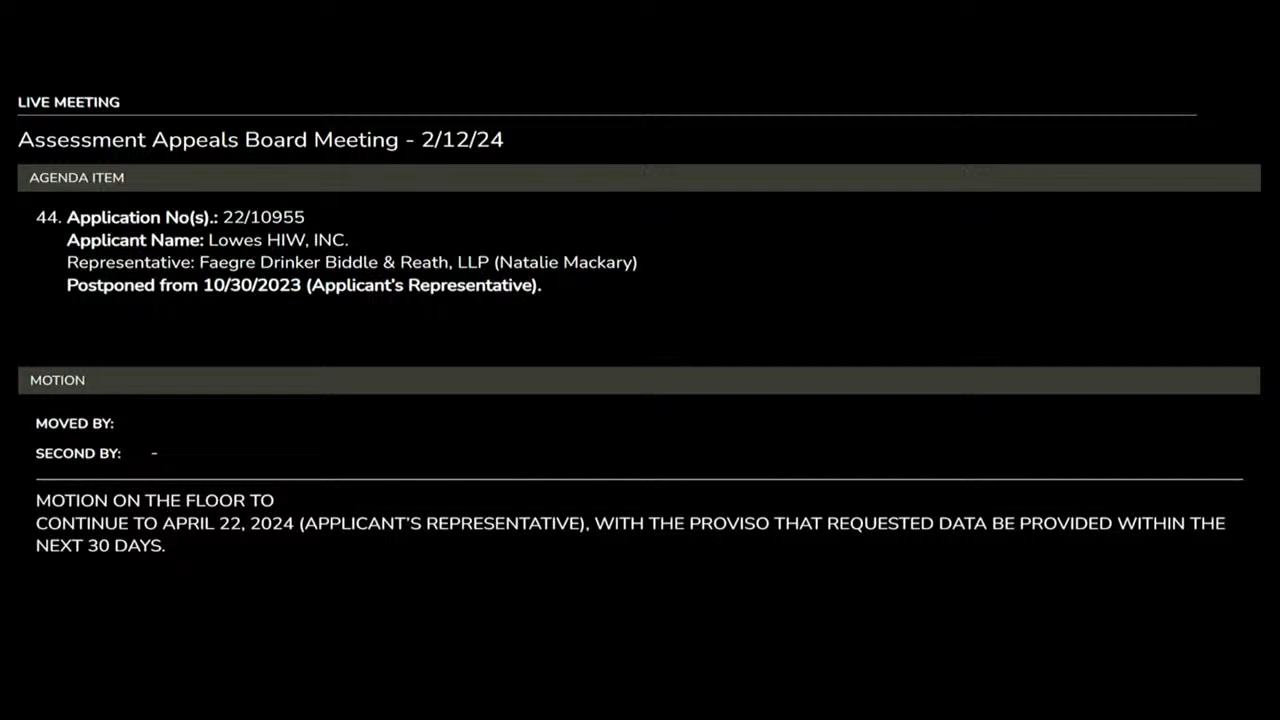 LIVE MEETING
Assessment Appeals Board Meeting - 2/12/24
AGENDA ITEM
44. Application No(s).: 22/10955
Applicant Name: Lowes HIW, INC.
Representative: Faegre Drinker Biddle & Reath, LLP (Natalie Mackary)
Postponed from 10/30/2023 (Applicant's Representative).
MOTION
MOVED BY:
SECOND BY: -
MOTION ON THE FLOOR TO
CONTINUE TO APRIL 22, 2024 (APPLICANT'S REPRESENTATIVE), WITH THE PROVISO THAT REQUESTED DATA BE PROVIDED WITHIN THE
NEXT 30 DAYS.